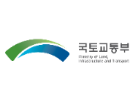 국토교통부
Ministry of Land,
Infrastructure and Transport